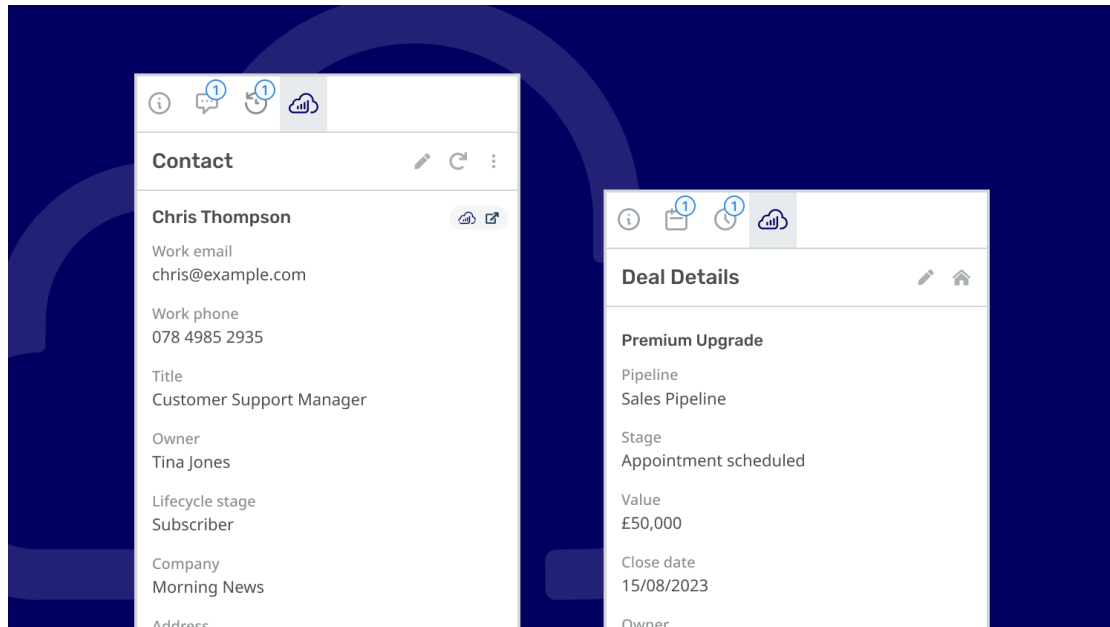 1
1
Contact
Chris Thompson
Work email
chris@example.com
Work phone
078 4985 2935
Title
Customer Support Manager
Owner
Tina Jones
Lifecycle stage
Subscriber
Company
Morning News
Address
1
1
Deal Details
Premium Upgrade
Pipeline
Sales Pipeline
Stage
Appointment scheduled
Value
£50,000
Close date
15/08/2023
Owner